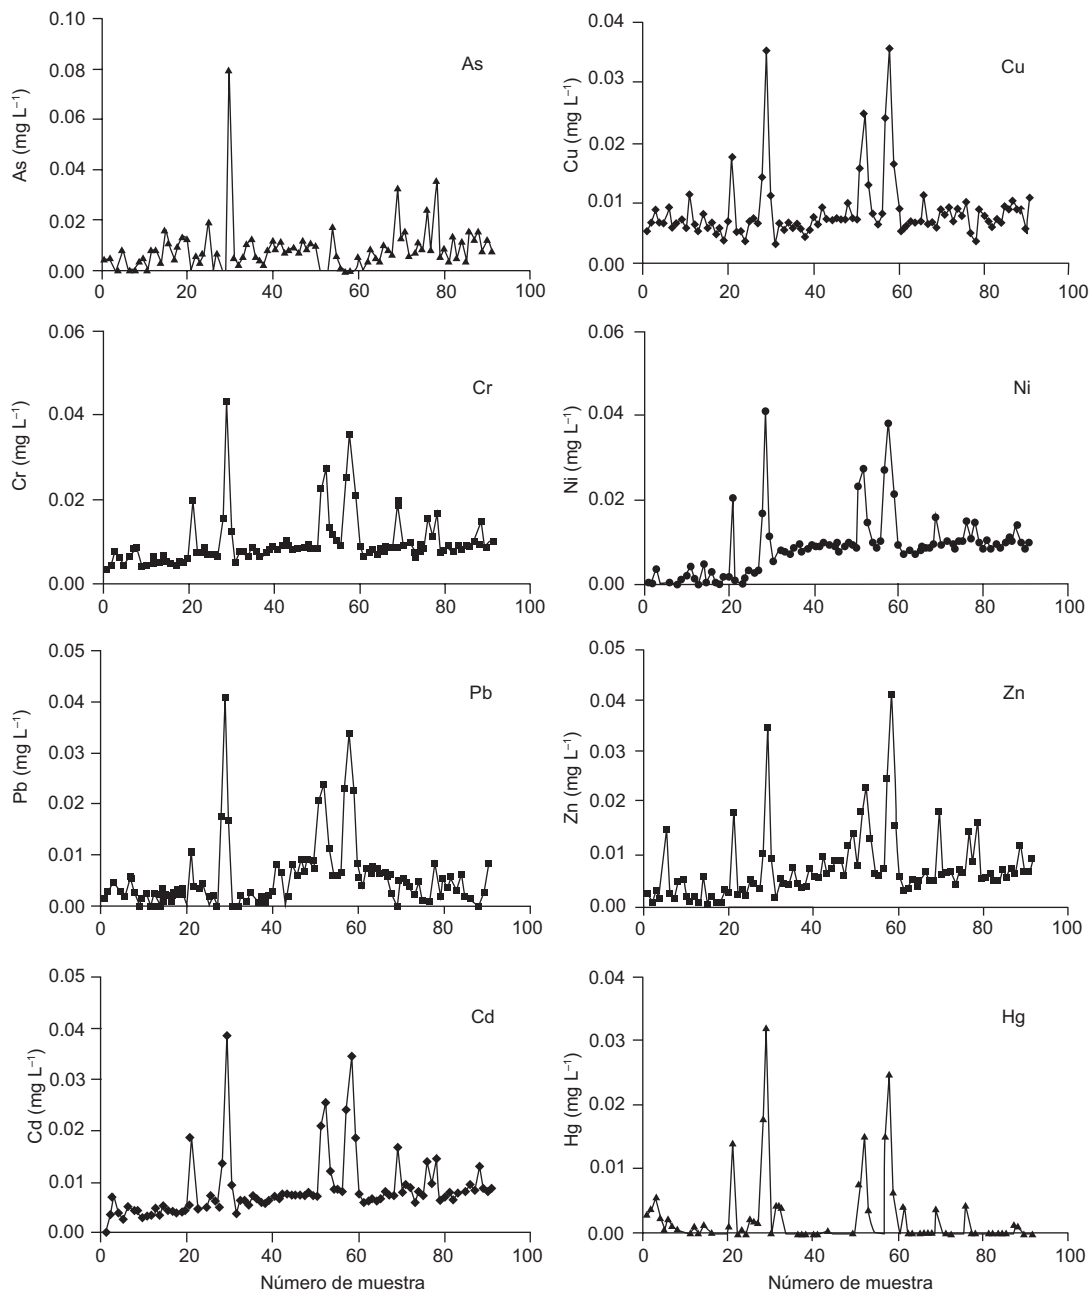 As (mg L⁻¹)
0.10
0.08
0.06
0.04
0.02
0.00
0 20 40 60 80 100
As
Cu (mg L⁻¹)
0.04
0.03
0.02
0.01
0.00
0 20 40 60 80 100
Cu
Cr (mg L⁻¹)
0.06
0.04
0.02
0.00
0 20 40 60 80 100
Cr
Ni (mg L⁻¹)
0.06
0.04
0.02
0.00
0 20 40 60 80 100
Ni
Pb (mg L⁻¹)
0.05
0.04
0.03
0.02
0.01
0.00
0 20 40 60 80 100
Pb
Zn (mg L⁻¹)
0.05
0.04
0.03
0.02
0.01
0.00
0 20 40 60 80 100
Zn
Cd (mg L⁻¹)
0.05
0.04
0.03
0.02
0.01
0.00
0 20 40 60 80 100
Cd
Número de muestra
Hg (mg L⁻¹)
0.04
0.03
0.02
0.01
0.00
0 20 40 60 80 100
Hg
Número de muestra